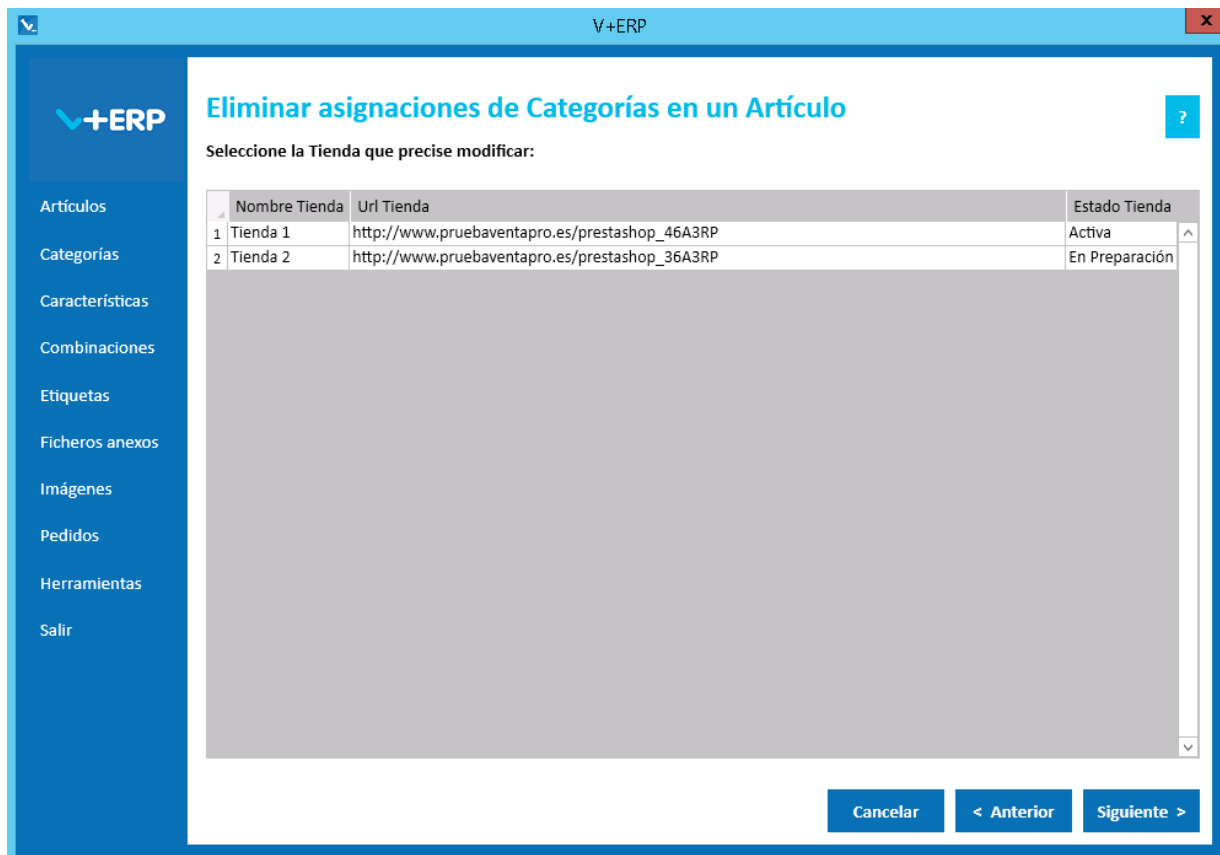 V+ERP
x
V+ERP
Eliminar asignaciones de Categorías en un Artículo
?
Seleccione la Tienda que precise modificar:
Artículos
Categorías
Características
Combinaciones
Etiquetas
Ficheros anexos
Imágenes
Pedidos
Herramientas
Salir
Nombre Tienda Url Tienda Estado Tienda
1 Tienda 1 http://www.pruebaventapro.es/prestashop_46A3RP Activa
2 Tienda 2 http://www.pruebaventapro.es/prestashop_36A3RP En Preparación
Cancelar < Anterior Siguiente >